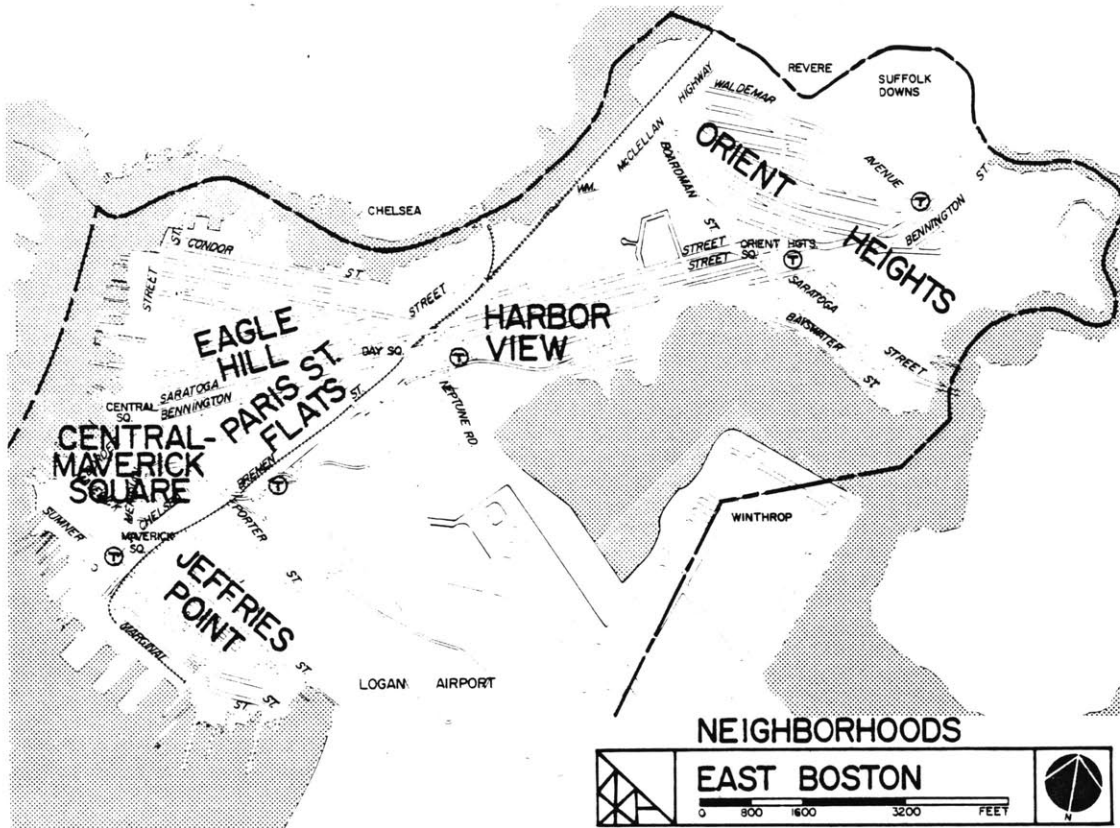 REVERE
SUFFOLK
DOWNS
WALDEMAR
HIGHWAY
McCLELLAN
WM.
ORIENT
HEIGHTS
BOARDMAN
ST.
AVENUE
BENNINGTON
ST.
CHELSEA
CONDOR
ST.
ST.
STREET
STREET
STREET
STREET
ORIENT HGTS.
SQ.
T
T
SARATOGA
STREET
BAYSWATER
ST.
HARBOR
VIEW
EAGLE
HILL
DAY SQ.
T
NEPTUNE RD.
PARIS ST.
FLATS
SARATOGA
BENNINGTON
CENTRAL
SQ.
CENTRAL-
MAVERICK
SQUARE
BREMEN
ST.
T
PORTER
ST.
CHELSEA
SUMNER
MAVERICK
SQ.
T
JEFFRIES
POINT
MARGINAL
ST.
ST.
ST.
LOGAN AIRPORT
WINTHROP
NEIGHBORHOODS
EAST BOSTON
0 800 1600 3200 FEET
N